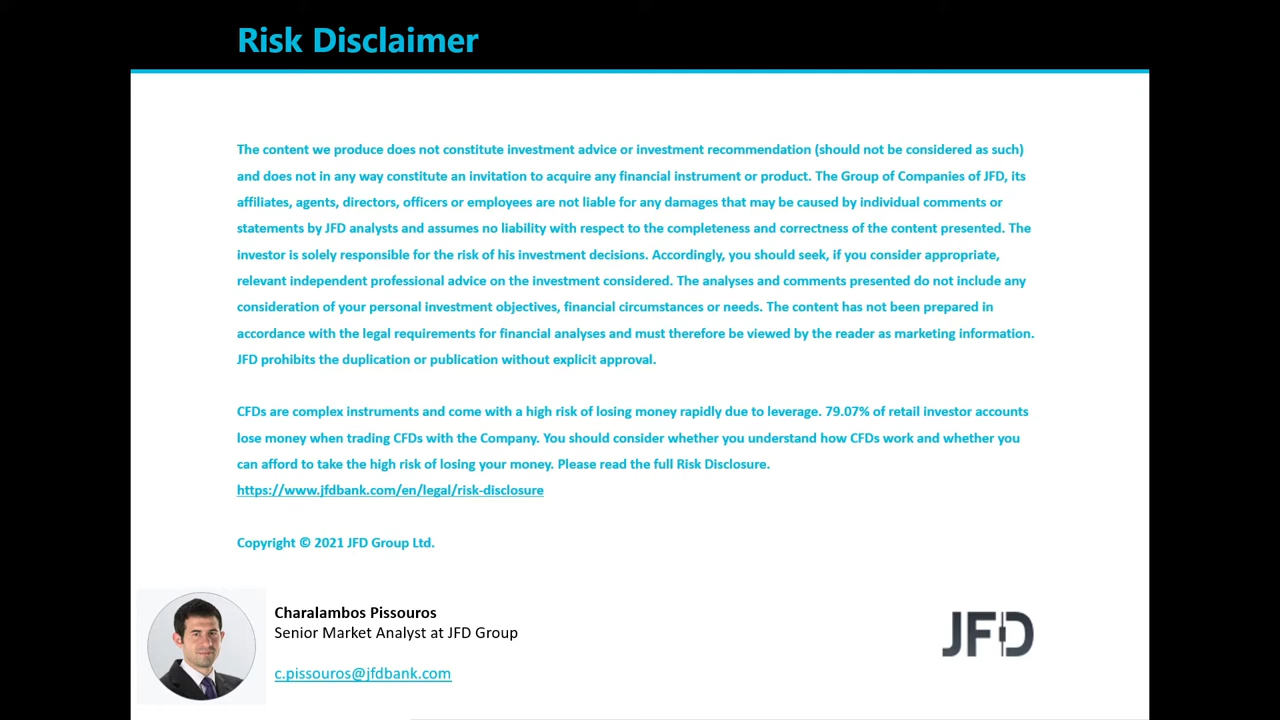 Risk Disclaimer
The content we produce does not constitute investment advice or investment recommendation (should not be considered as such)
and does not in any way constitute an invitation to acquire any financial instrument or product. The Group of Companies of JFD, its
affiliates, agents, directors, officers or employees are not liable for any damages that may be caused by individual comments or
statements by JFD analysts and assumes no liability with respect to the completeness and correctness of the content presented. The
investor is solely responsible for the risk of his investment decisions. Accordingly, you should seek, if you consider appropriate,
relevant independent professional advice on the investment considered. The analyses and comments presented do not include any
consideration of your personal investment objectives, financial circumstances or needs. The content has not been prepared in
accordance with the legal requirements for financial analyses and must therefore be viewed by the reader as marketing information.
JFD prohibits the duplication or publication without explicit approval.
CFDs are complex instruments and come with a high risk of losing money rapidly due to leverage. 79.07% of retail investor accounts
lose money when trading CFDs with the Company. You should consider whether you understand how CFDs work and whether you
can afford to take the high risk of losing your money. Please read the full Risk Disclosure.
https://www.jfdbank.com/en/legal/risk-disclosure
Copyright © 2021 JFD Group Ltd.
Charalambos Pissouros
Senior Market Analyst at JFD Group
c.pissouros@jfdbank.com
JFD